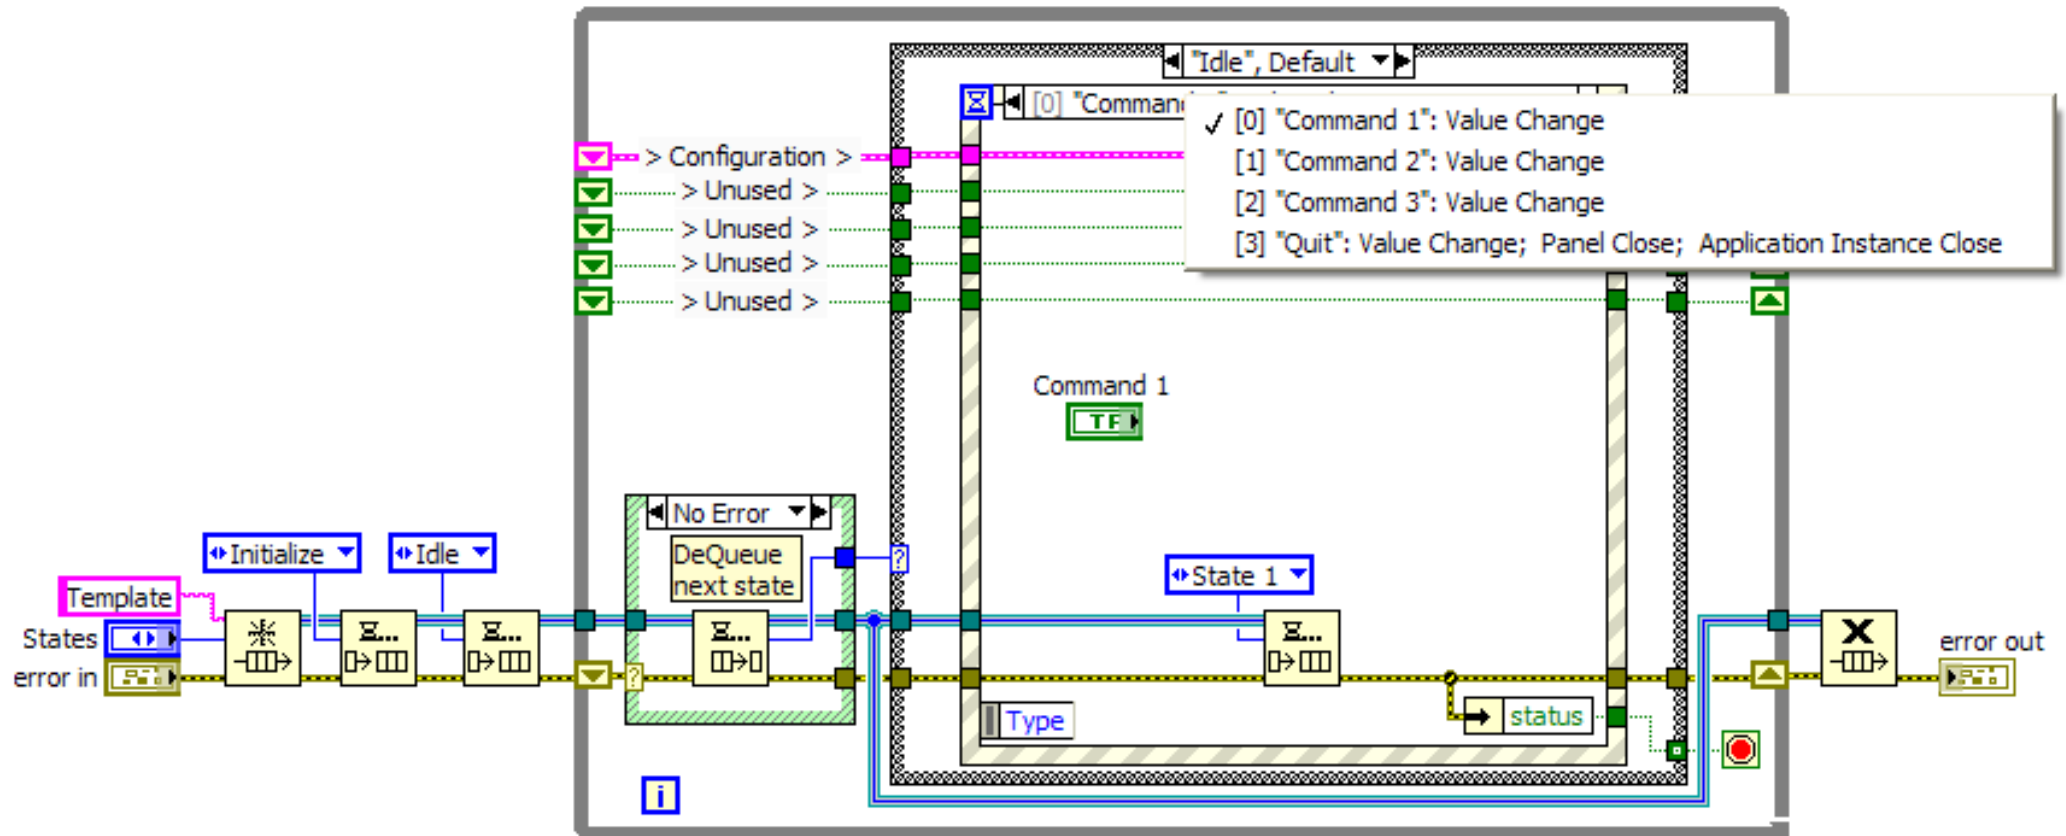 "Idle", Default
[0] "Command
[0] "Command 1": Value Change
[1] "Command 2": Value Change
[2] "Command 3": Value Change
[3] "Quit": Value Change; Panel Close; Application Instance Close
> Configuration >
> Unused >
> Unused >
> Unused >
> Unused >
Command 1
TF
No Error
DeQueue
next state
?
Initialize
Idle
State 1
Template
States
error in
?
error out
Type
status
i